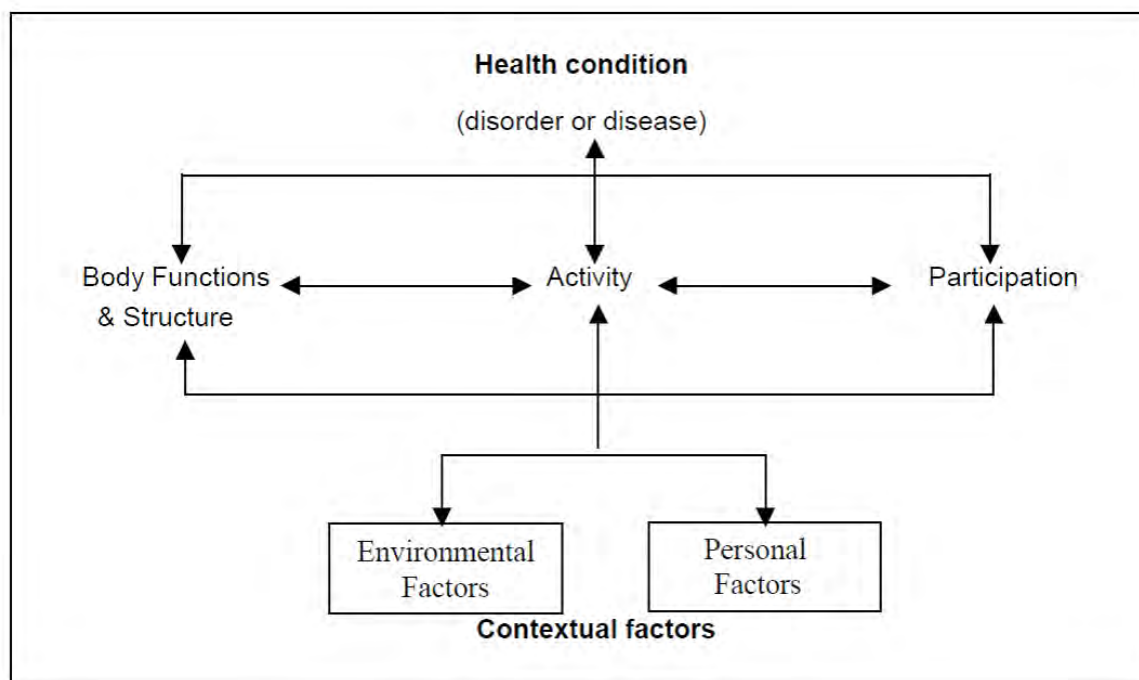 Health condition
(disorder or disease)
Body Functions
& Structure
Activity
Participation
Environmental
Factors
Personal
Factors
Contextual factors